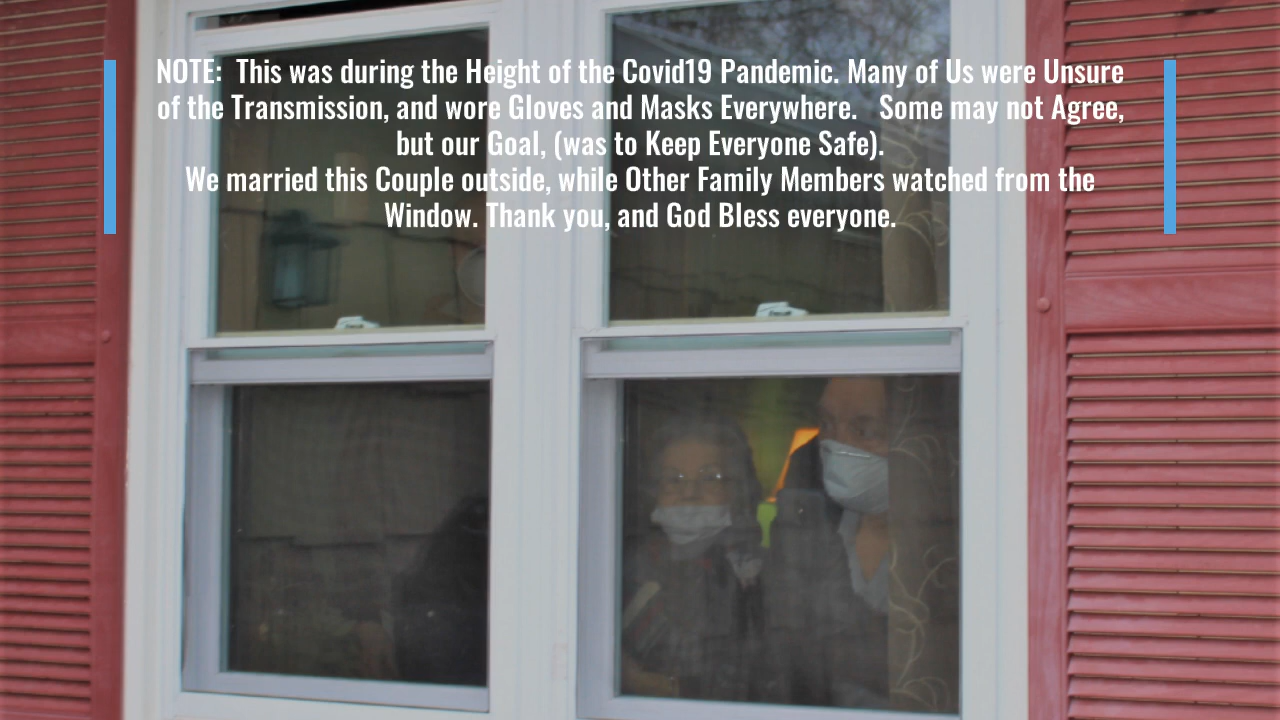 NOTE:  This was during the Height of the Covid19 Pandemic. Many of Us were Unsure
of the Transmission, and wore Gloves and Masks Everywhere.   Some may not Agree,
but our Goal, (was to Keep Everyone Safe).
We married this Couple outside, while Other Family Members watched from the
Window. Thank you, and God Bless everyone.